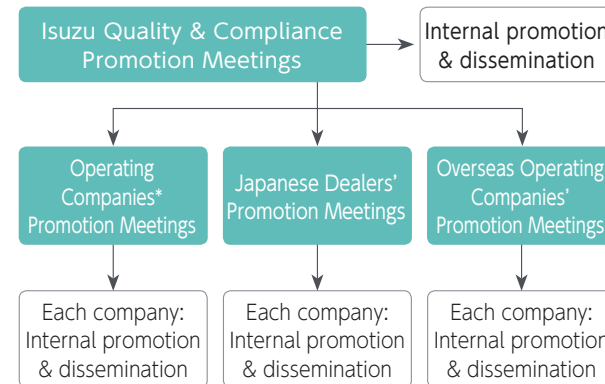 Isuzu Quality & Compliance
Promotion Meetings
Internal promotion
& dissemination
Operating
Companies*
Promotion Meetings
Japanese Dealers’
Promotion Meetings
Overseas Operating
Companies’
Promotion Meetings
Each company:
Internal promotion
& dissemination
Each company:
Internal promotion
& dissemination
Each company:
Internal promotion
& dissemination